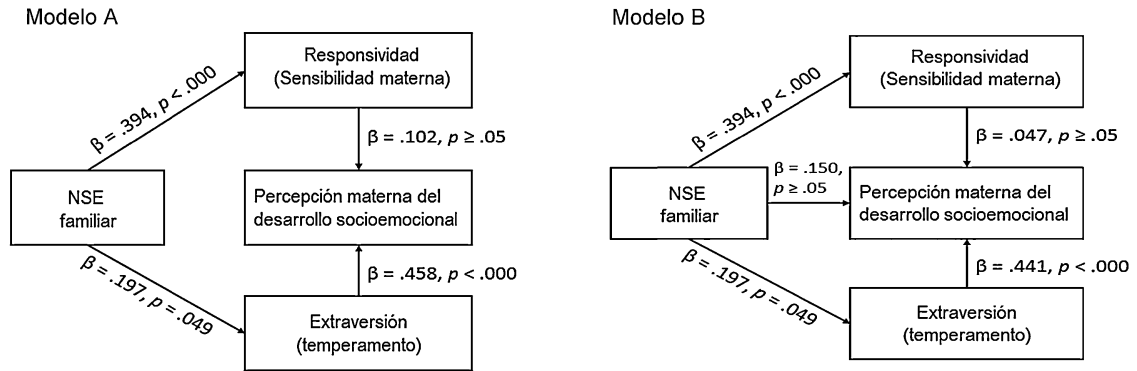 Modelo A
Responsividad
(Sensibilidad materna)
β = .394, p < .000
β = .102, p ≥ .05
NSE
familiar
Percepción materna del
desarrollo socioemocional
β = .197, p = .049
β = .458, p < .000
Extraversión
(temperamento)
Modelo B
Responsividad
(Sensibilidad materna)
β = .394, p < .000
β = .047, p ≥ .05
β = .150,
p ≥ .05
NSE
familiar
Percepción materna del
desarrollo socioemocional
β = .197, p = .049
β = .441, p < .000
Extraversión
(temperamento)